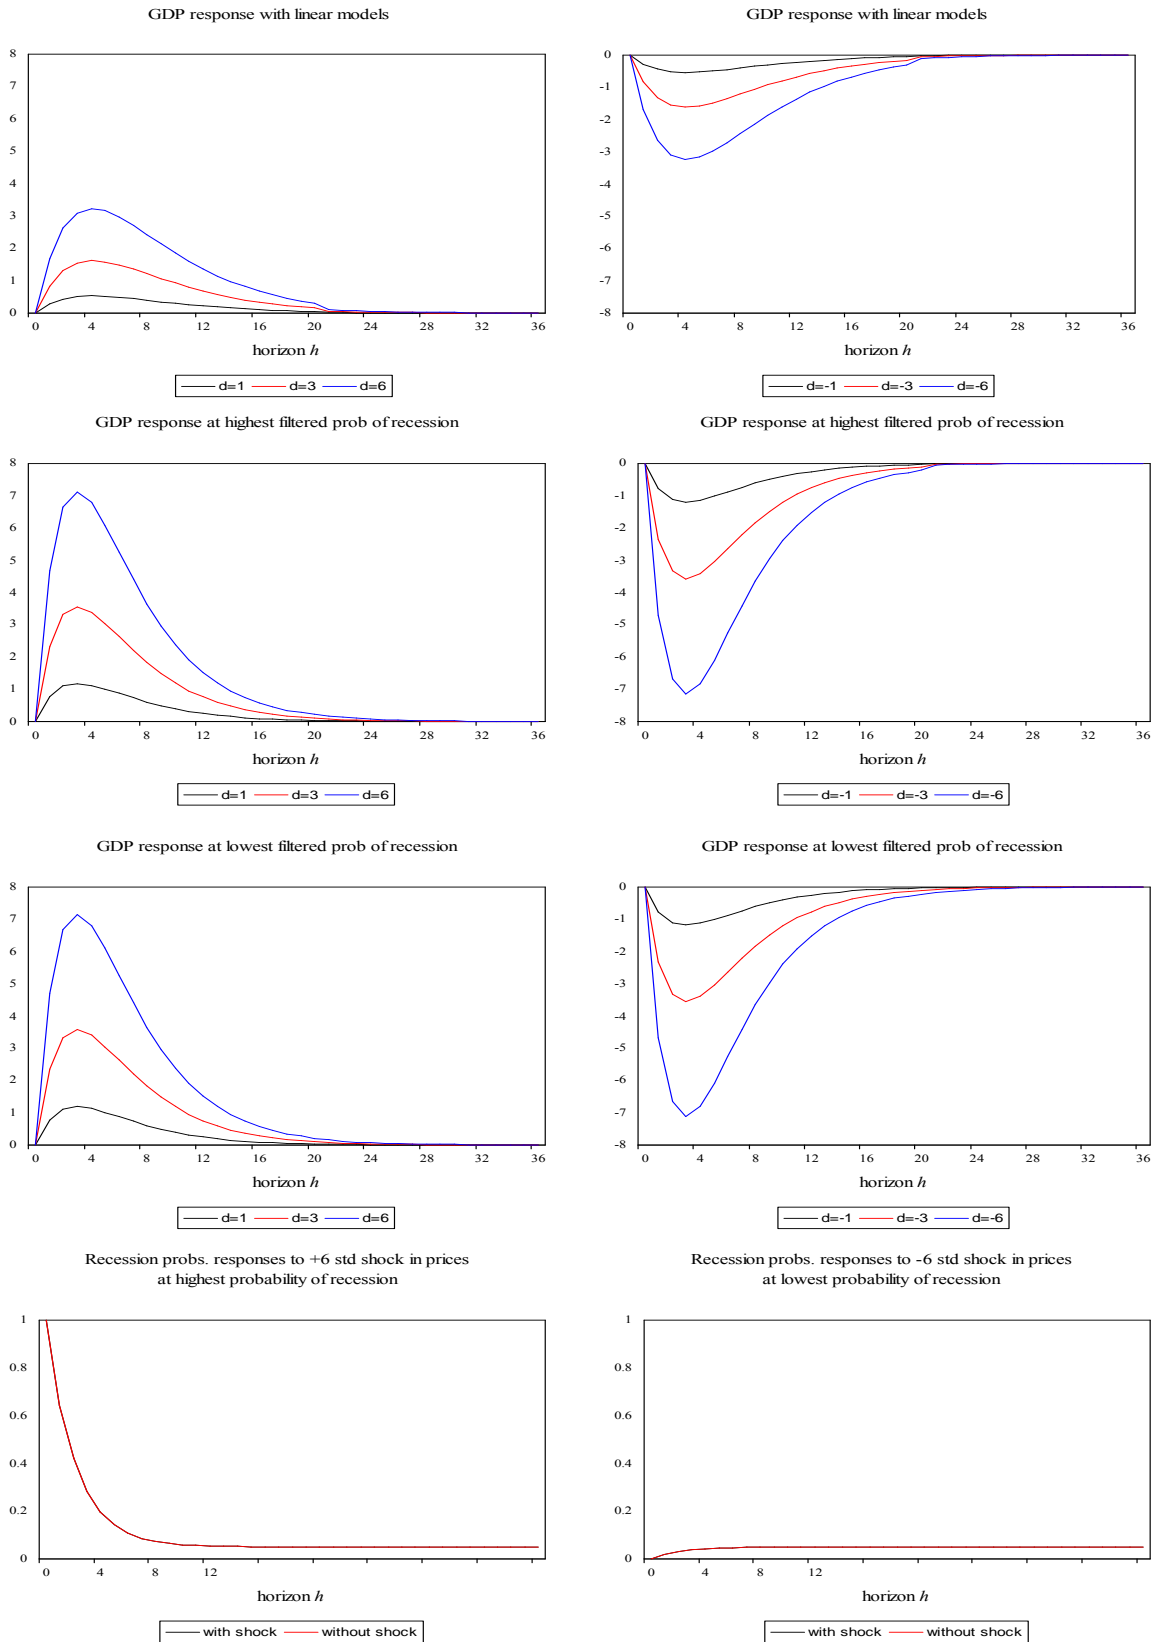 GDP response with linear models
8
7
6
5
4
3
2
1
0
0 4 8 12 16 20 24 28 32 36
horizon h
d=1 d=3 d=6
GDP response with linear models
0
-1
-2
-3
-4
-5
-6
-7
-8
0 4 8 12 16 20 24 28 32 36
horizon h
d=-1 d=-3 d=-6
GDP response at highest filtered prob of recession
8
7
6
5
4
3
2
1
0
0 4 8 12 16 20 24 28 32 36
horizon h
d=1 d=3 d=6
GDP response at highest filtered prob of recession
0
-1
-2
-3
-4
-5
-6
-7
-8
0 4 8 12 16 20 24 28 32 36
horizon h
d=-1 d=-3 d=-6
GDP response at lowest filtered prob of recession
8
7
6
5
4
3
2
1
0
0 4 8 12 16 20 24 28 32 36
horizon h
d=1 d=3 d=6
GDP response at lowest filtered prob of recession
0
-1
-2
-3
-4
-5
-6
-7
-8
0 4 8 12 16 20 24 28 32 36
horizon h
d=-1 d=-3 d=-6
Recession probs. responses to +6 std shock in prices
at highest probability of recession
1
0.8
0.6
0.4
0.2
0
0 4 8 12
horizon h
with shock without shock
Recession probs. responses to -6 std shock in prices
at lowest probability of recession
1
0.8
0.6
0.4
0.2
0
0 4 8 12
horizon h
with shock without shock